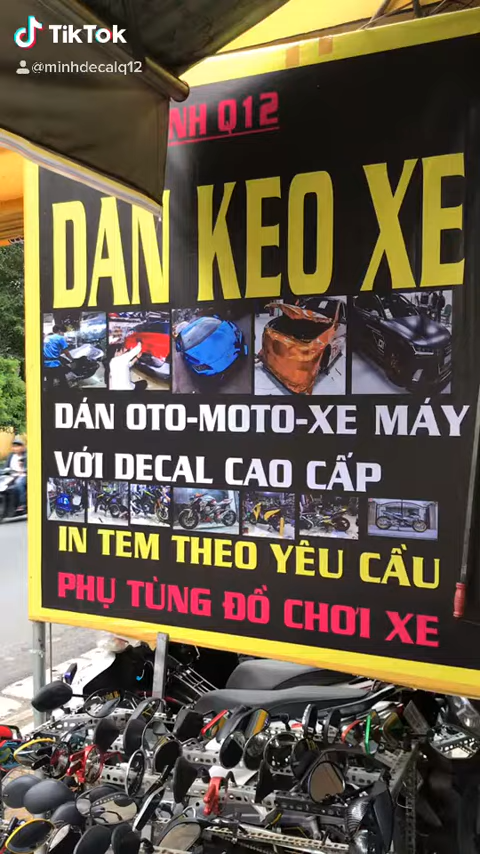 TikTok
@minhdecalq12
NH Q12
DÁN KEO XE
DÁN OTO-MOTO-XE MÁY
VỚI DECAL CAO CẤP
IN TEM THEO YÊU CẦU
PHỤ TÙNG ĐỒ CHƠI XE